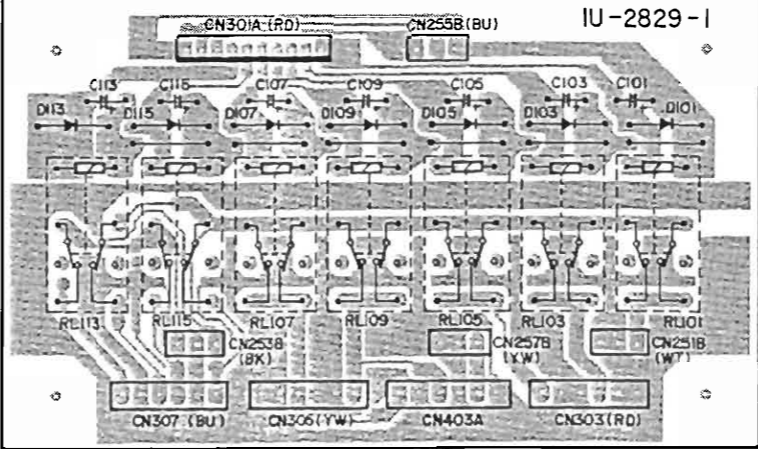 CN301A (RD)
CN255B (BU)
1U-2829-1
C113
C115
C107
C109
C105
C103
C101
D113
D115
D107
D109
D105
D103
D101
RL113
RL115
RL107
RL109
RL105
RL103
RL101
CN253B
(BK)
CN257B
(YW)
CN251B
(WT)
CN307 (BU)
CN305(YW)
CN403A
CN303(RD)